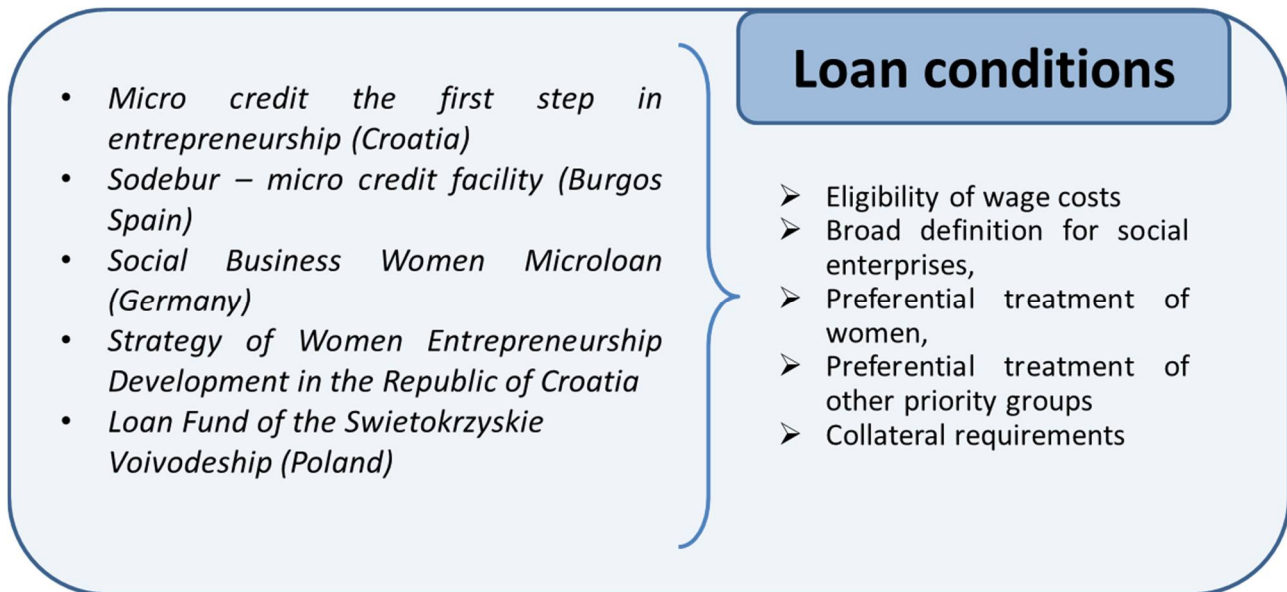 Loan conditions
• Micro credit the first step in
entrepreneurship (Croatia)
• Sodebur – micro credit facility (Burgos
Spain)
• Social Business Women Microloan
(Germany)
• Strategy of Women Entrepreneurship
Development in the Republic of Croatia
• Loan Fund of the Swietokrzyskie
Voivodeship (Poland)
➢ Eligibility of wage costs
➢ Broad definition for social
enterprises,
➢ Preferential treatment of
women,
➢ Preferential treatment of
other priority groups
➢ Collateral requirements